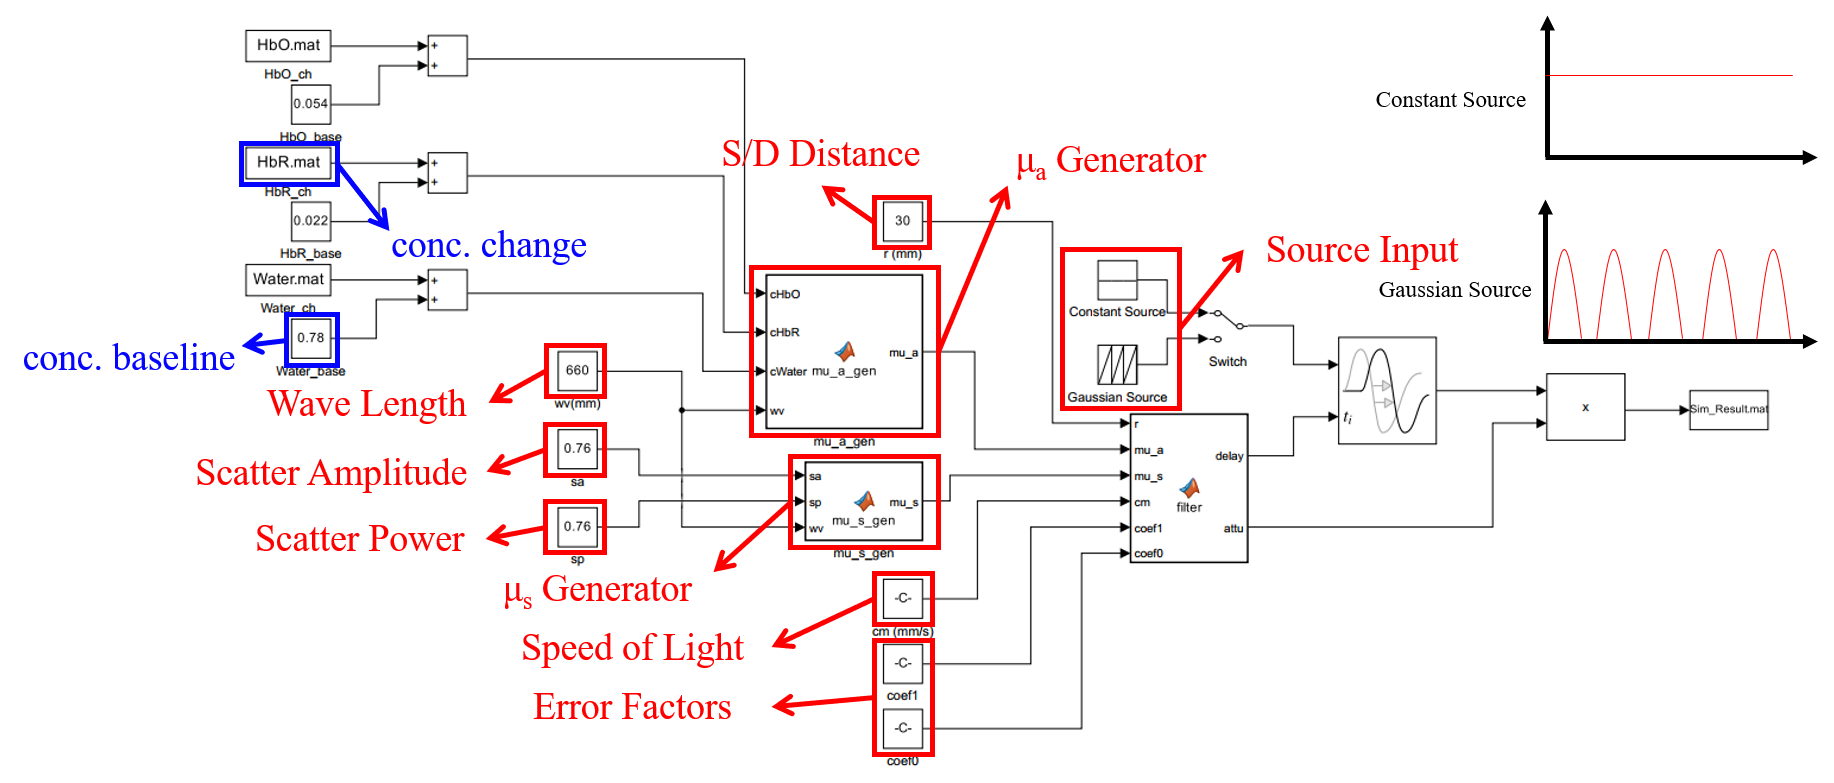 HbO.mat
HbO_ch
0.054
HbO_base
HbR.mat
HbR_ch
0.022
HbR_base
Water.mat
Water_ch
0.78
Water_base
+
+
+
+
+
+
conc. change
conc. baseline
Wave Length
660
wv(mm)
Scatter Amplitude
0.76
sa
Scatter Power
0.76
sp
S/D Distance
30
r (mm)
μa Generator
cHbO
cHbR
cWater
wv
mu_a_gen
mu_a
mu_a_gen
sa
sp
wv
mu_s_gen
mu_s
mu_s_gen
μs Generator
Speed of Light
-C-
cm (mm/s)
Error Factors
-C-
coef1
-C-
coef0
Source Input
Constant Source
Gaussian Source
Switch
r
mu_a
mu_s
cm
coef1
coef0
filter
delay
attu
ti
x
Sim_Result.mat
Constant Source
Gaussian Source